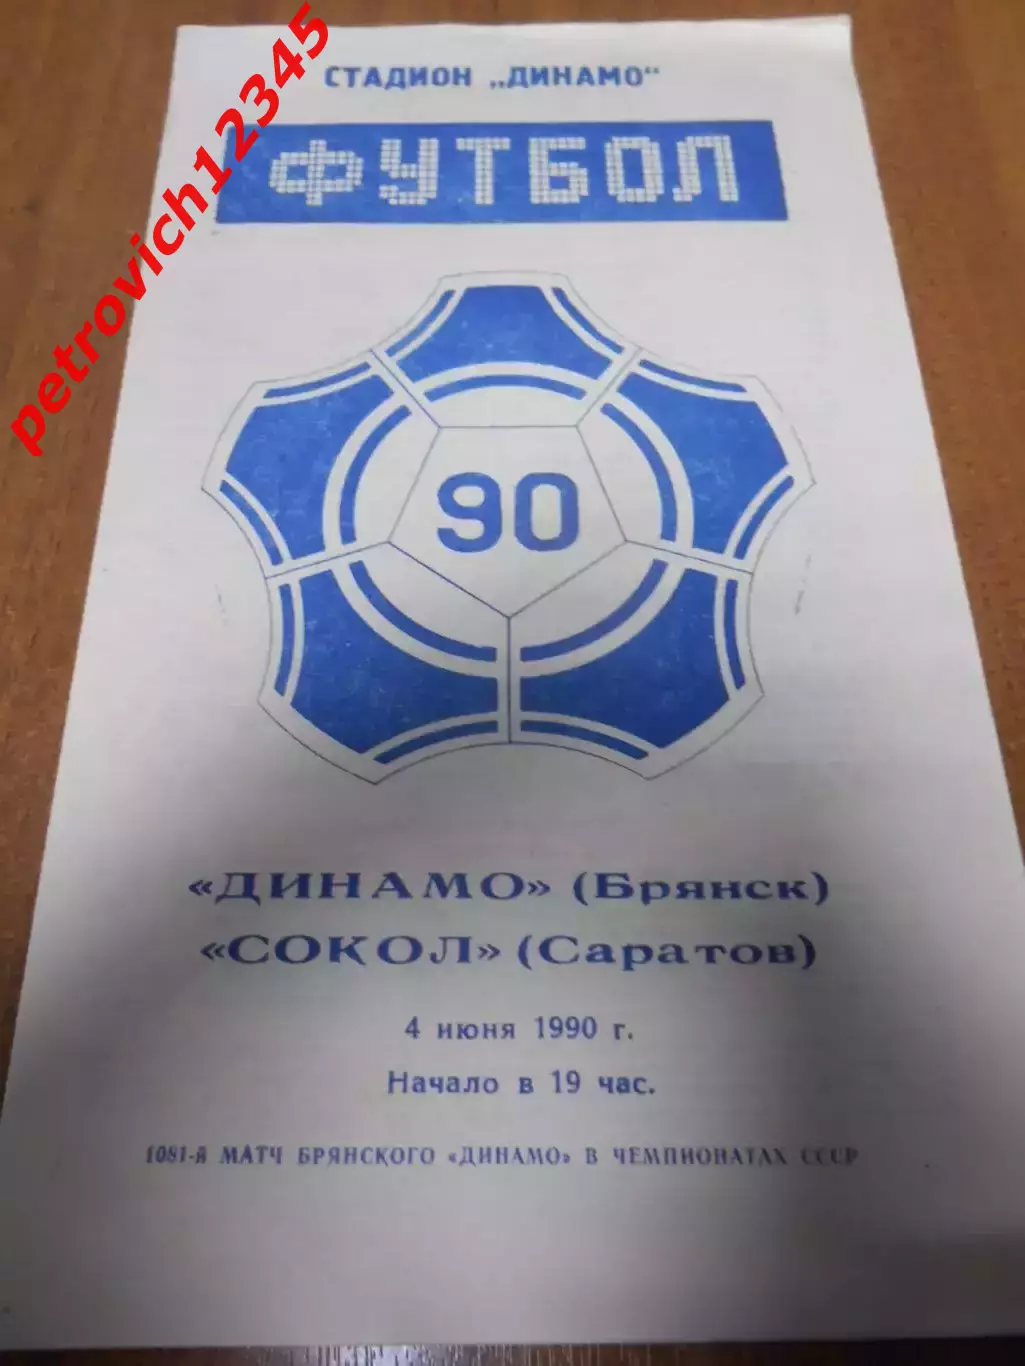 petrovich12345
СТАДИОН „ДИНАМО“
ФУТБОЛ
90
«ДИНАМО» (Брянск)
«СОКОЛ» (Саратов)
4 июня 1990 г.
Начало в 19 час.
1081-й МАТЧ БРЯНСКОГО «ДИНАМО» В ЧЕМПИОНАТАХ СССР